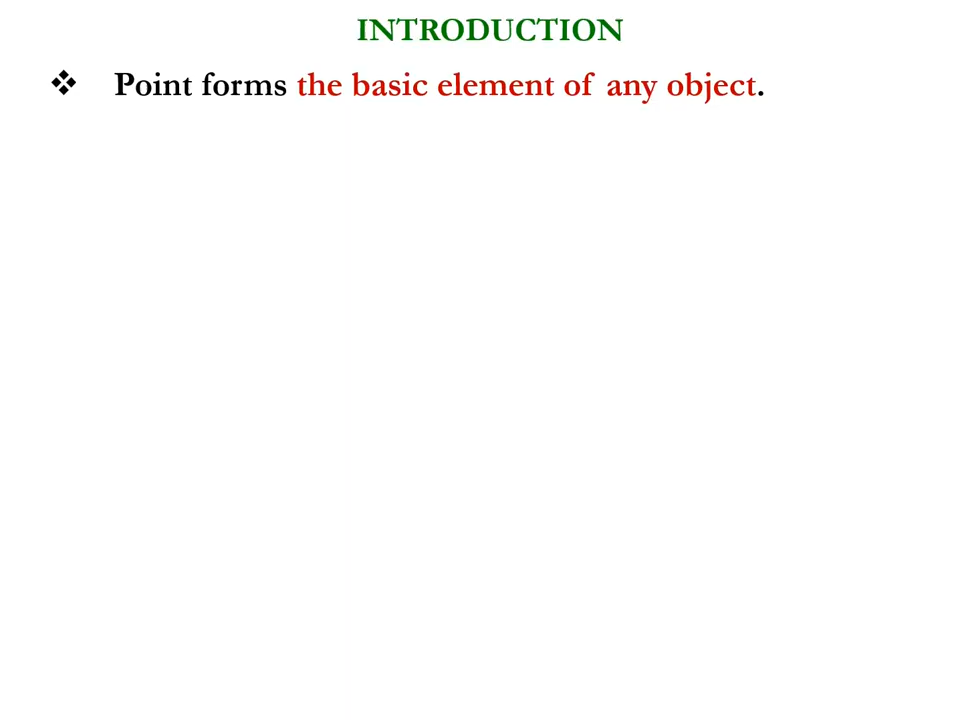 INTRODUCTION
❖ Point forms the basic element of any object.